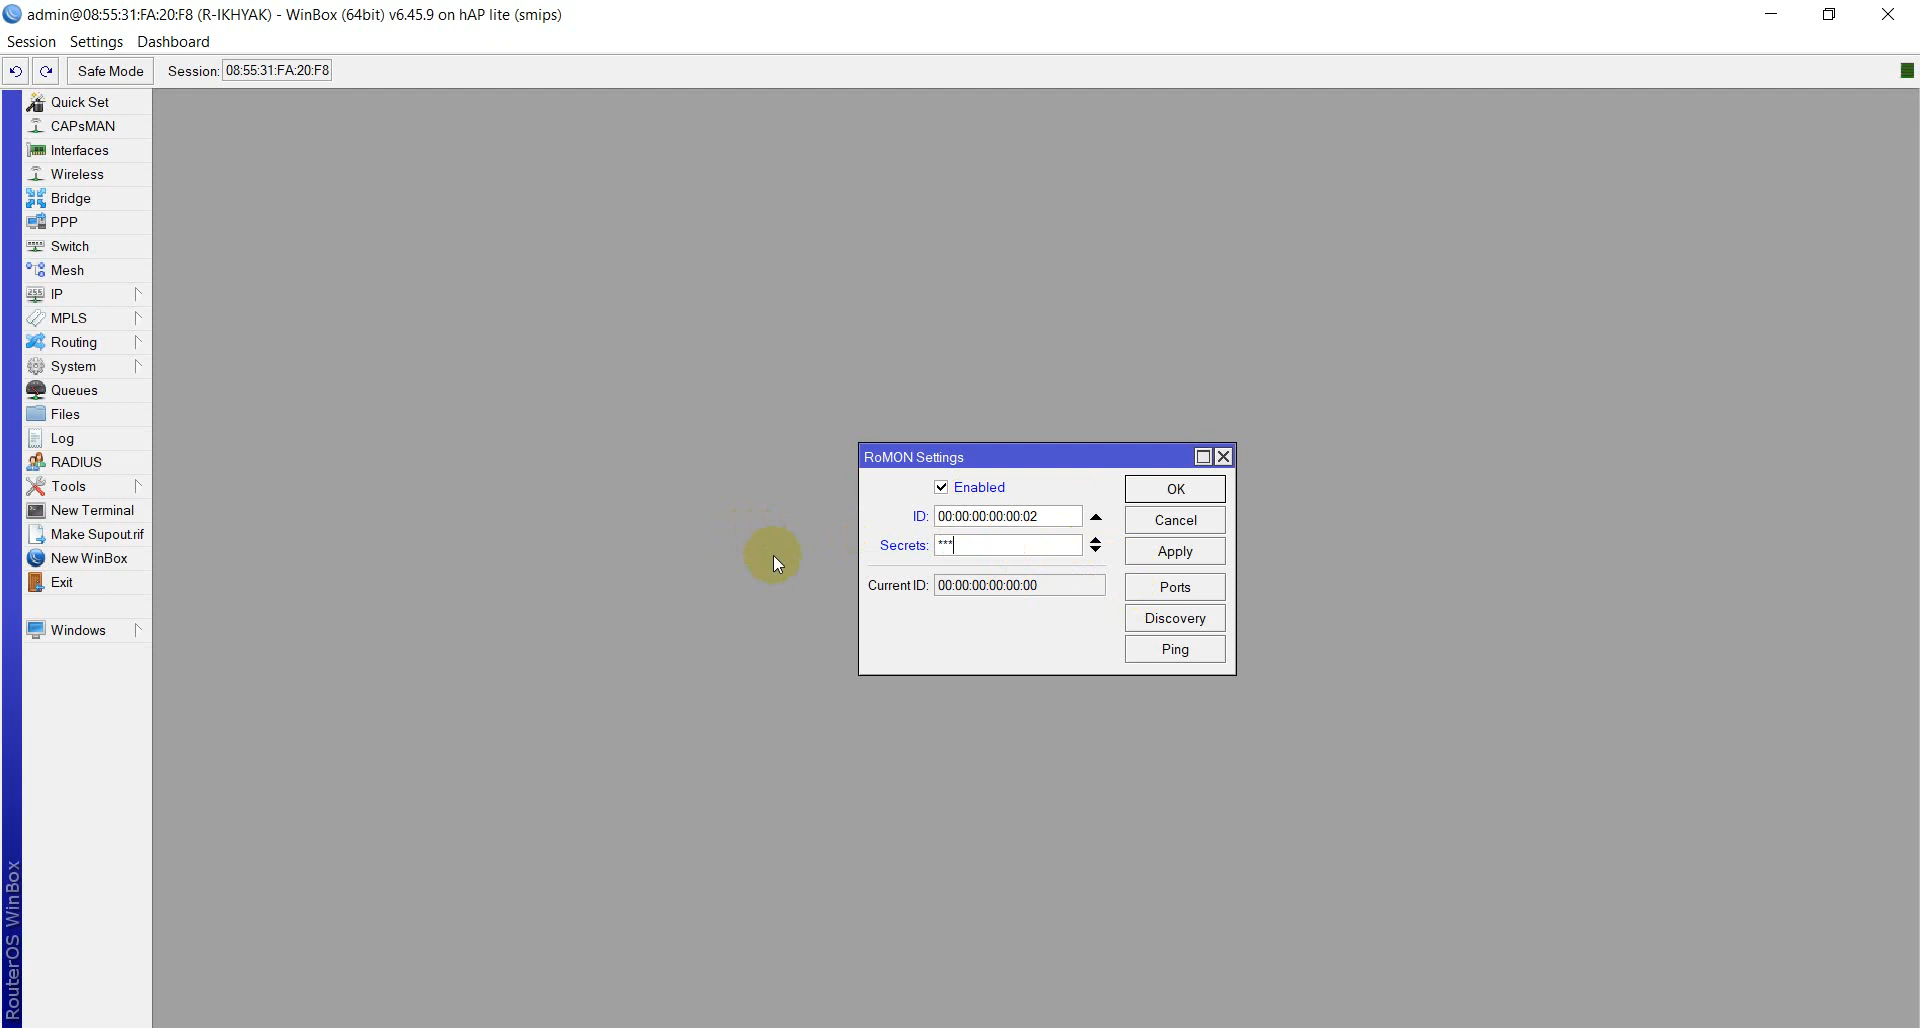 admin@08:55:31:FA:20:F8 (R-IKHYAK) - WinBox (64bit) v6.45.9 on hAP lite (smips)
Session Settings Dashboard
Safe Mode Session: 08:55:31:FA:20:F8
Quick Set
CAPsMAN
Interfaces
Wireless
Bridge
PPP
Switch
Mesh
IP
MPLS
Routing
System
Queues
Files
Log
RADIUS
Tools
New Terminal
Make Supout.rif
New WinBox
Exit
Windows
RouterOS WinBox
RoMON Settings
Enabled
ID: 00:00:00:00:00:02
Secrets: ***
Current ID: 00:00:00:00:00:00
OK
Cancel
Apply
Ports
Discovery
Ping